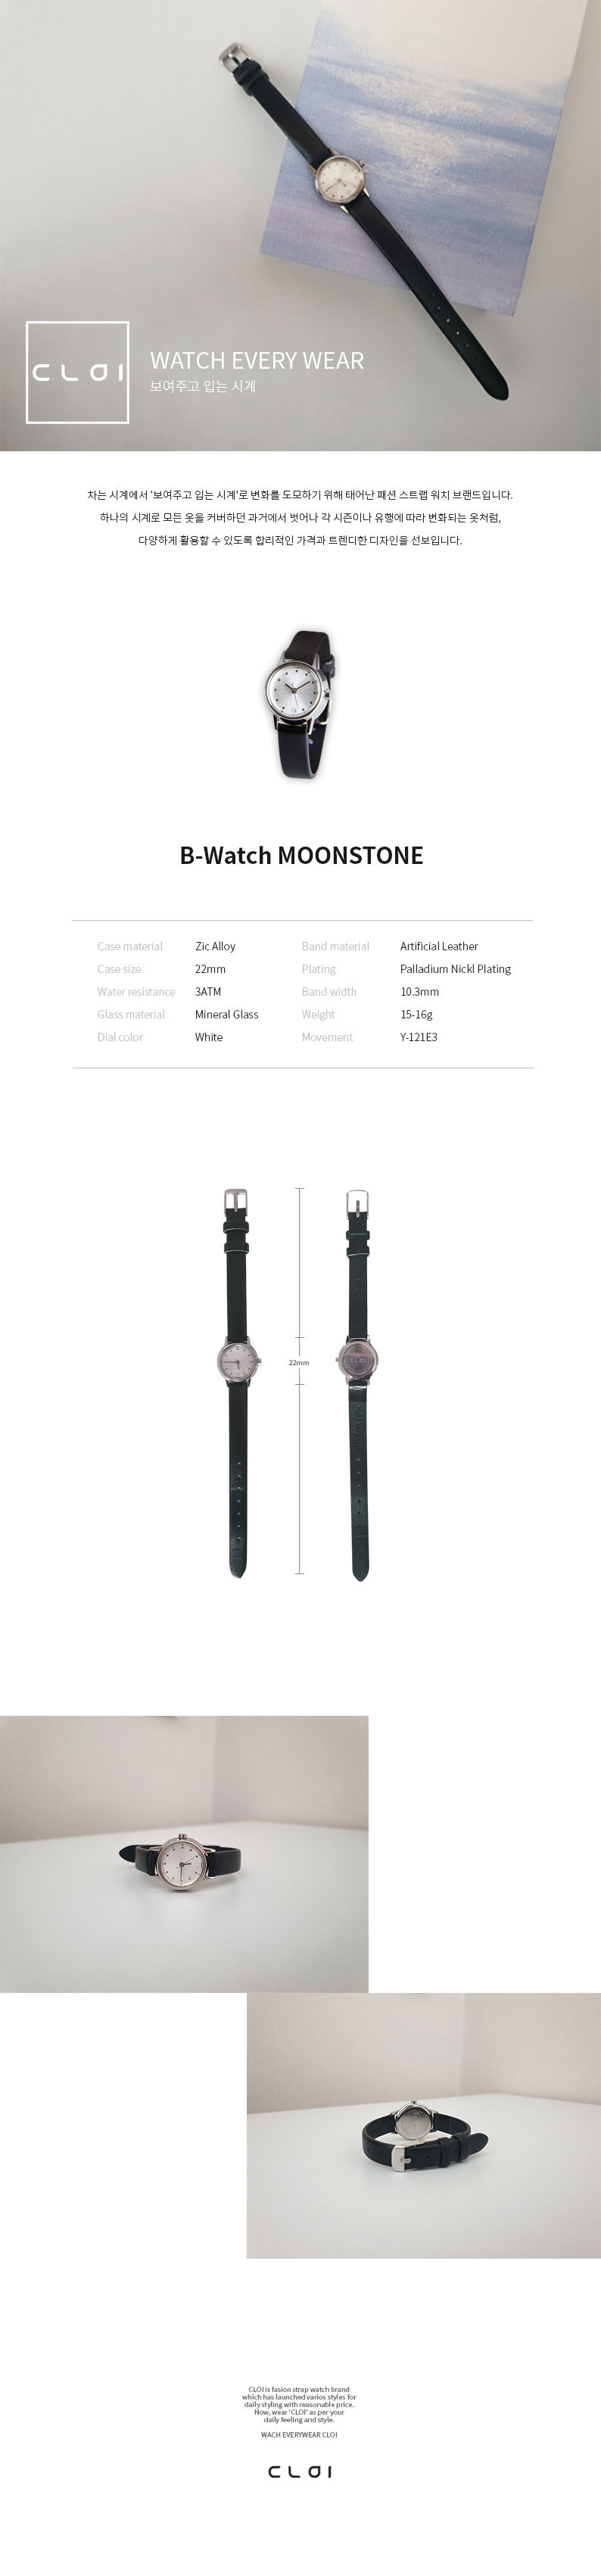 CLOI
WATCH EVERY WEAR
보여주고 입는 시계
차는 시계에서 '보여주고 입는 시계'로 변화를 도모하기 위해 태어난 패션 스트랩 워치 브랜드입니다.
하나의 시계로 모든 옷을 커버하던 과거에서 벗어나 각 시즌이나 유행에 따라 변화되는 옷처럼,
다양하게 활용할 수 있도록 합리적인 가격과 트렌디한 디자인을 선보입니다.
B-Watch MOONSTONE
Case material Zic Alloy Band material Artificial Leather
Case size 22mm Plating Palladium Nickl Plating
Water resistance 3ATM Band width 10.3mm
Glass material Mineral Glass Weight 15-16g
Dial color White Movement Y-121E3
22mm
CLOI
CLOI is fasion strap watch brand
which has launched varios styles for
daily styling with reasonable price.
Now, wear 'CLOI' as per your
daily feeling and style.
WACH EVERYWEAR CLOI
CLOI